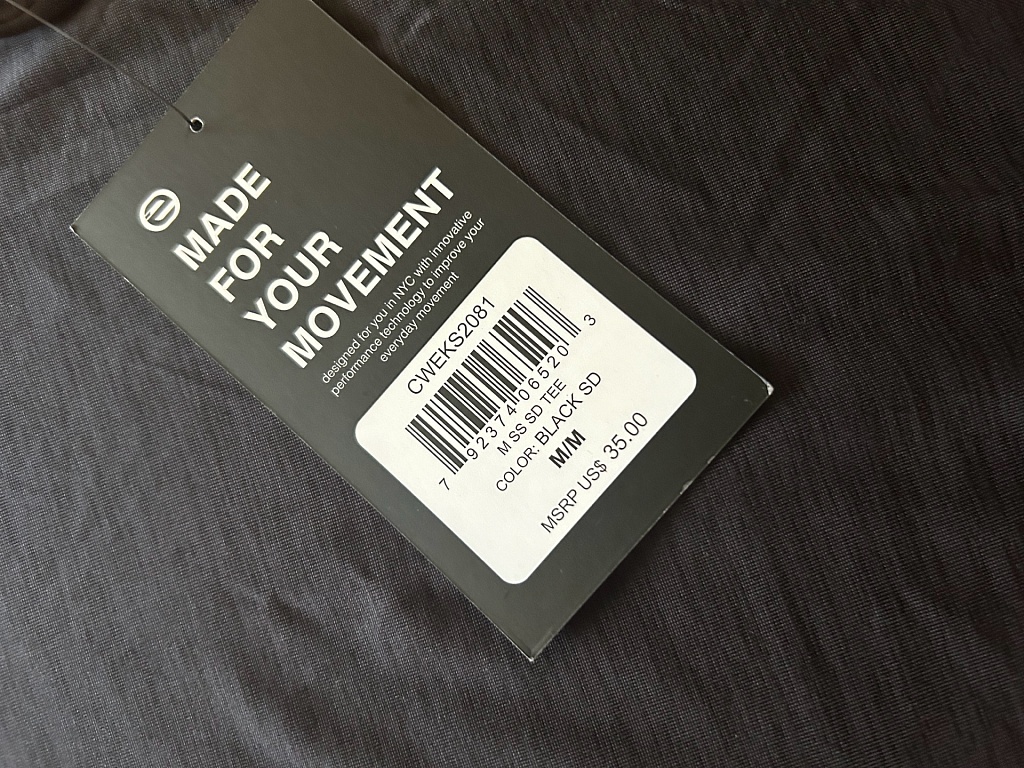 MADE
FOR
YOUR
MOVEMENT
designed for you in NYC with innovative
performance technology to improve your
everyday movement
CWEKS2081
7 92374 06520 3
M SS SD TEE
COLOR: BLACK SD
M/M
MSRP US$ 35.00